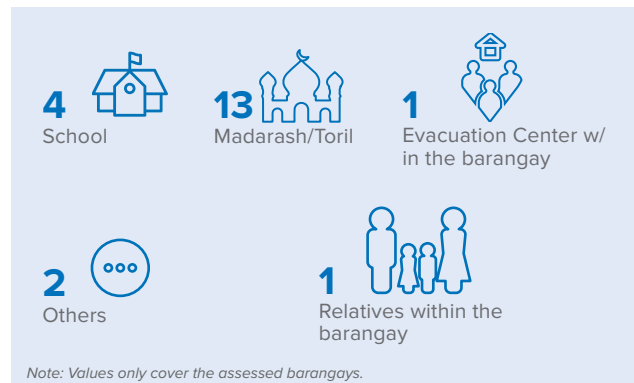 4
School
13
Madarash/Toril
1
Evacuation Center w/
in the barangay
2
Others
1
Relatives within the
barangay
Note: Values only cover the assessed barangays.